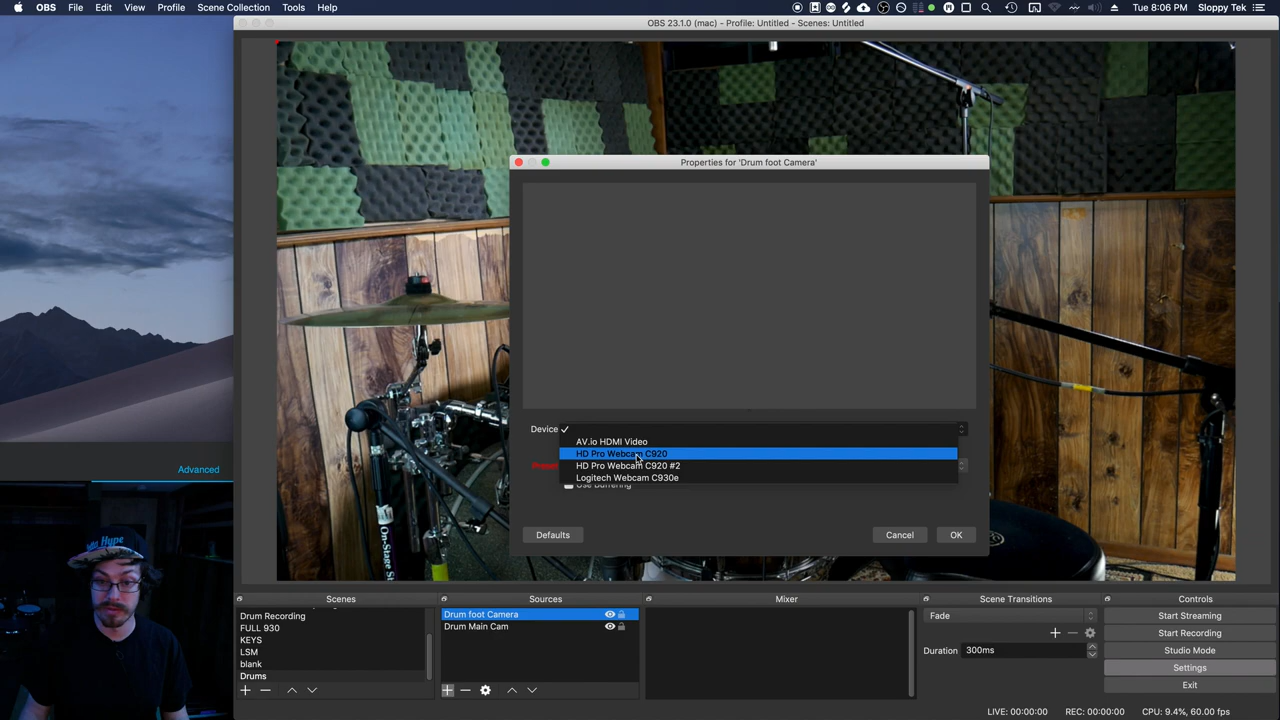 OBS File Edit View Profile Scene Collection Tools Help Tue 8:06 PM Sloppy Tek
OBS 23.1.0 (mac) - Profile: Untitled - Scenes: Untitled
Properties for 'Drum foot Camera'
Device ✓
AV.io HDMI Video
HD Pro Webcam C920
HD Pro Webcam C920 #2
Logitech Webcam C930e
Use Buffering
Defaults Cancel OK
Advanced
On-Stage
Hype
Scenes Sources Mixer Scene Transitions Controls
Drum Recording
FULL 930
KEYS
LSM
blank
Drums
Drum foot Camera
Drum Main Cam
Fade
Duration 300ms
Start Streaming
Start Recording
Studio Mode
Settings
Exit
LIVE: 00:00:00 REC: 00:00:00 CPU: 9.4%, 60.00 fps